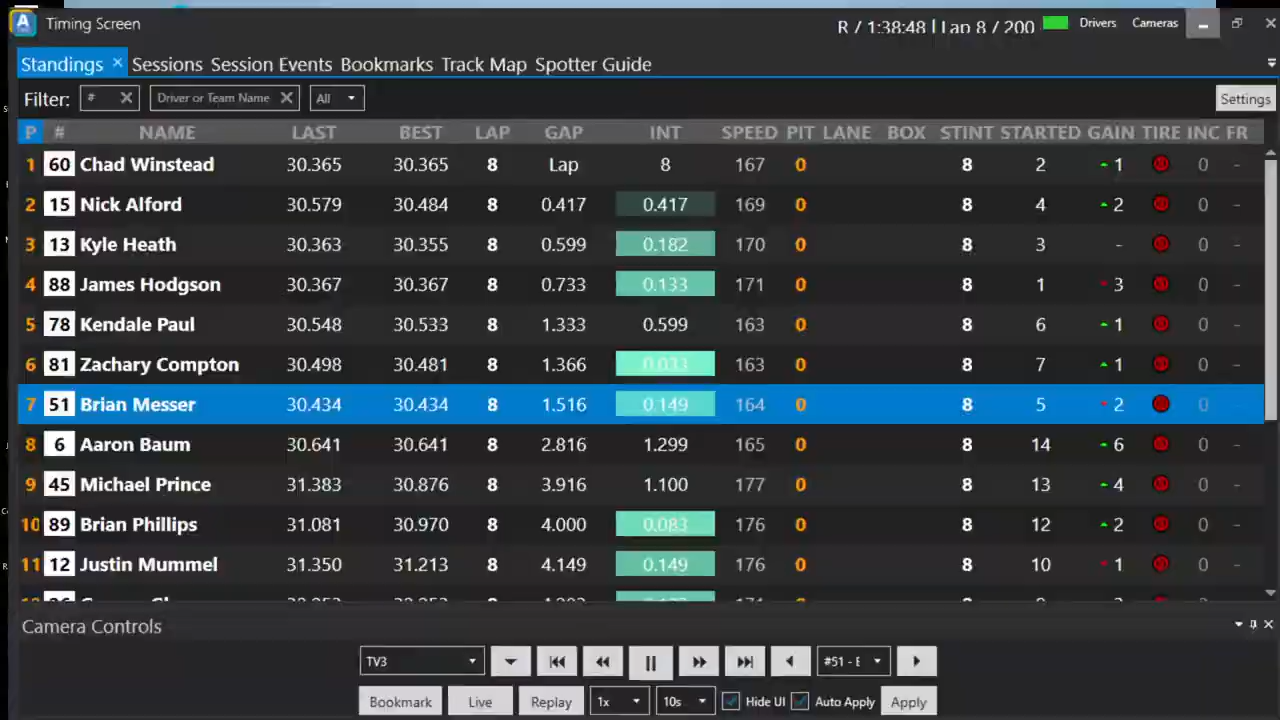 Timing Screen R / 1:38:48 | Lap 8 / 200 Drivers Cameras
Standings Sessions Session Events Bookmarks Track Map Spotter Guide
Filter: # Driver or Team Name All Settings
P # NAME LAST BEST LAP GAP INT SPEED PIT LANE BOX STINT STARTED GAIN TIRE INC FR
1 60 Chad Winstead 30.365 30.365 8 Lap 8 167 0 8 2 1 0 -
2 15 Nick Alford 30.579 30.484 8 0.417 0.417 169 0 8 4 2 0 -
3 13 Kyle Heath 30.363 30.355 8 0.599 0.182 170 0 8 3 - 0 -
4 88 James Hodgson 30.367 30.367 8 0.733 0.133 171 0 8 1 3 0 -
5 78 Kendale Paul 30.548 30.533 8 1.333 0.599 163 0 8 6 1 0 -
6 81 Zachary Compton 30.498 30.481 8 1.366 0.033 163 0 8 7 1 0 -
7 51 Brian Messer 30.434 30.434 8 1.516 0.149 164 0 8 5 2 0 -
8 6 Aaron Baum 30.641 30.641 8 2.816 1.299 165 0 8 14 6 0 -
9 45 Michael Prince 31.383 30.876 8 3.916 1.100 177 0 8 13 4 0 -
10 89 Brian Phillips 31.081 30.970 8 4.000 0.083 176 0 8 12 2 0 -
11 12 Justin Mummel 31.350 31.213 8 4.149 0.149 176 0 8 10 1 0 -
Camera Controls
TV3 #51 - E
Bookmark Live Replay 1x 10s Hide UI Auto Apply Apply